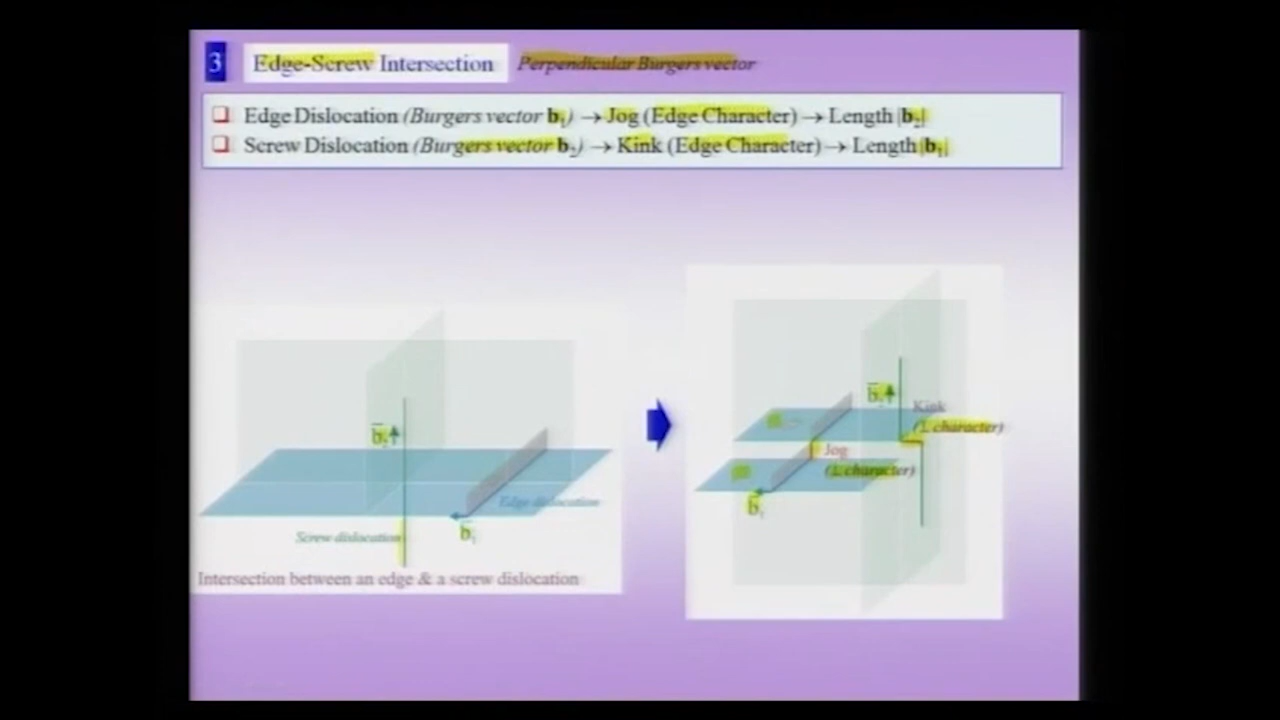 3 Edge-Screw Intersection Perpendicular Burgers vector
❑ Edge Dislocation (Burgers vector b₁) → Jog (Edge Character) → Length |b₂|
❑ Screw Dislocation (Burgers vector b₂) → Kink (Edge Character) → Length |b₁|
b₂
Edge dislocation
b₁
Screw dislocation
Intersection between an edge & a screw dislocation
b₂
Kink
(⊥ character)
Jog
(⊥ character)
b₁